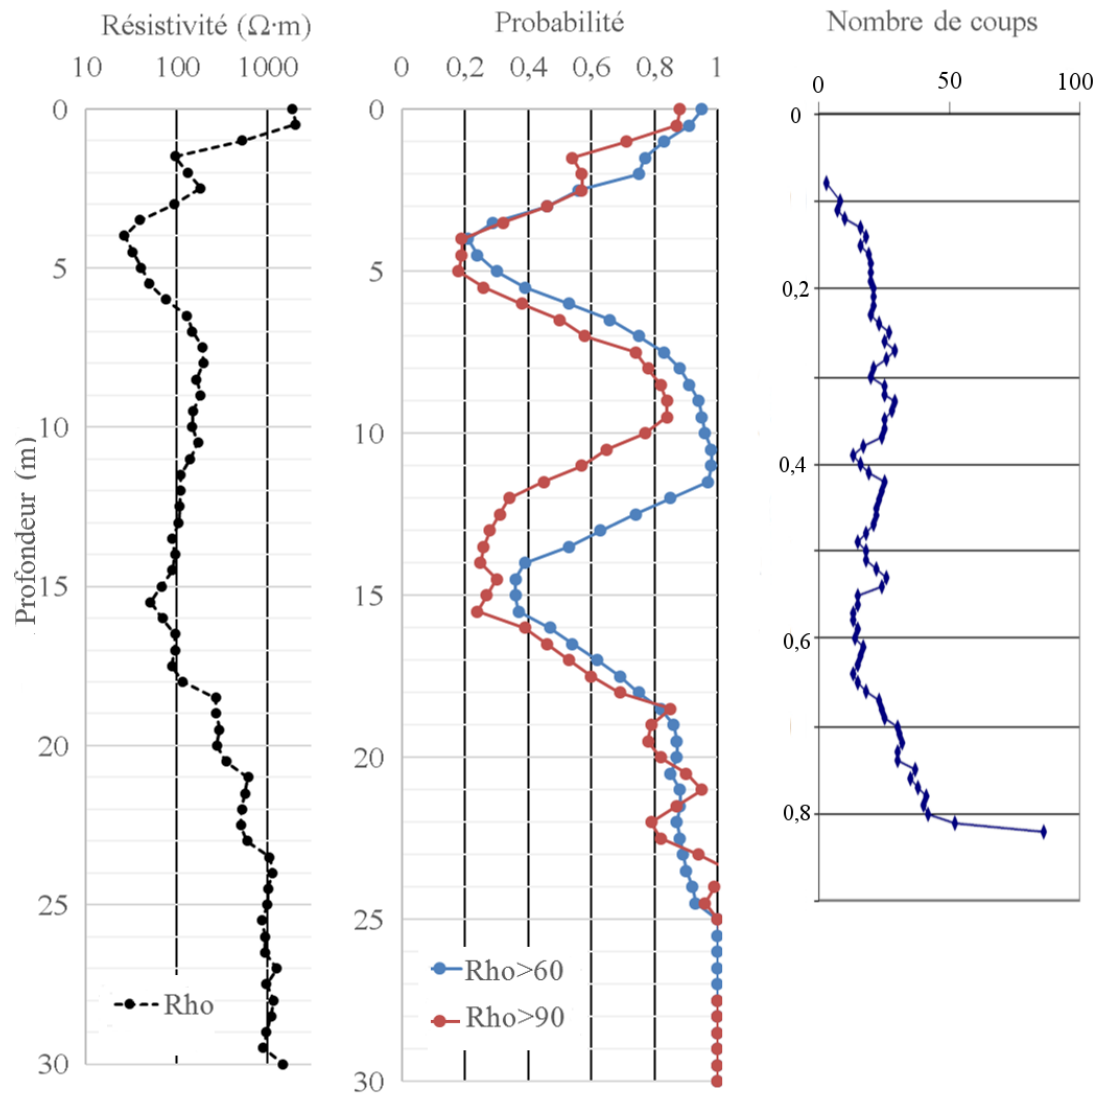 Résistivité (Ω·m)
10 100 1000
Probabilité
0 0,2 0,4 0,6 0,8 1
Nombre de coups
0 50 100
Profondeur (m)
0
5
10
15
20
25
30
Rho
0
5
10
15
20
25
30
Rho>60
Rho>90
0
0,2
0,4
0,6
0,8